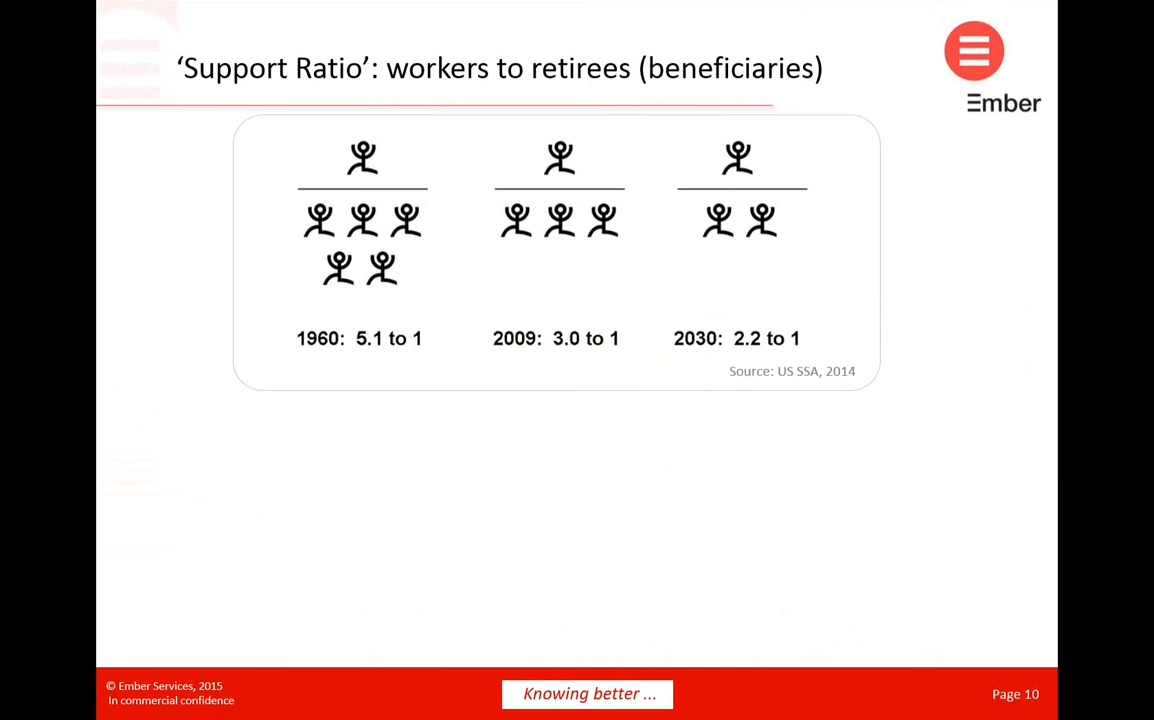 ‘Support Ratio’: workers to retirees (beneficiaries)
Ξmber
1960: 5.1 to 1
2009: 3.0 to 1
2030: 2.2 to 1
Source: US SSA, 2014
© Ember Services, 2015
In commercial confidence
Knowing better ...
Page 10